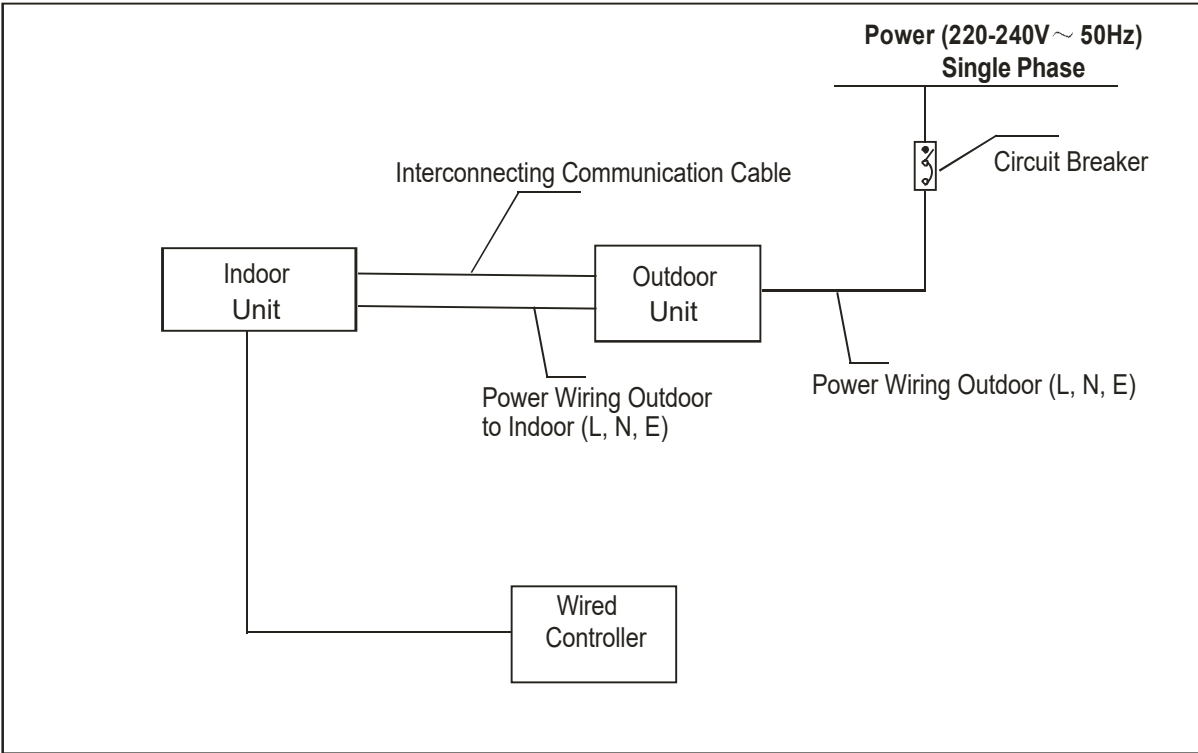 Power (220-240V～ 50Hz)
Single Phase
Circuit Breaker
Interconnecting Communication Cable
Indoor
Unit
Outdoor
Unit
Power Wiring Outdoor
to Indoor (L, N, E)
Power Wiring Outdoor (L, N, E)
Wired
Controller